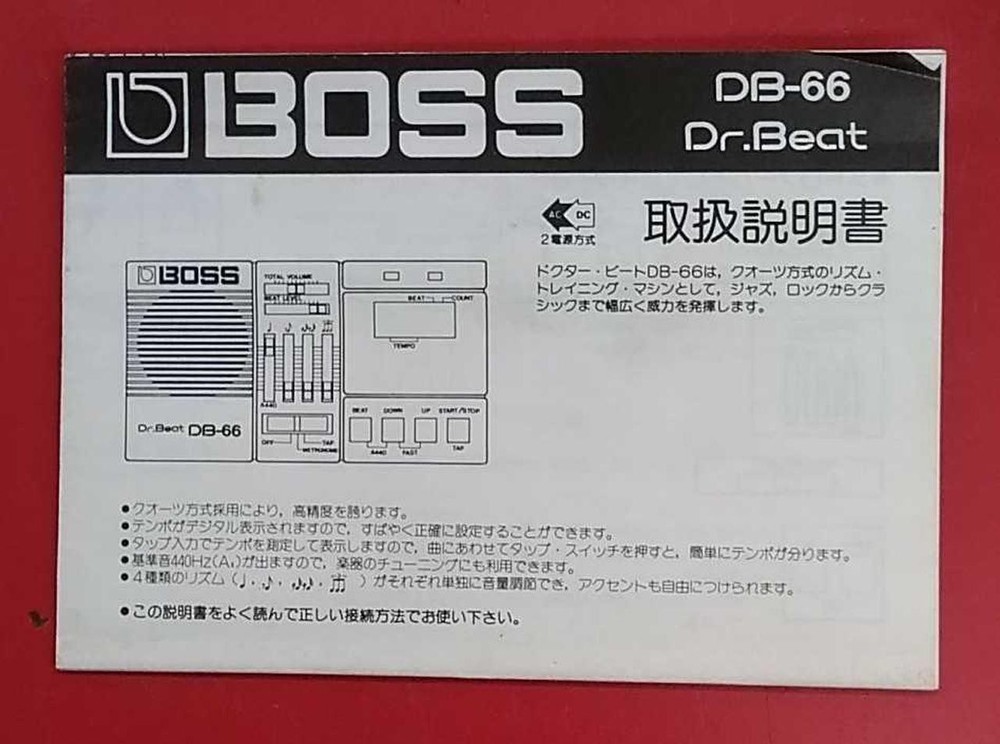 BOSS
DB-66
Dr.Beat
AC DC
2電源方式
取扱説明書
ドクター・ビートDB-66は，クオーツ方式のリズム・
トレイニング・マシンとして，ジャズ，ロックからクラ
シックまで幅広く威力を発揮します。
BOSS
TOTAL VOLUME
BEAT LEVEL
♩ ♪
A440
OFF TAP
METRONOME
BEAT COUNT
TEMPO
BEAT DOWN UP START/STOP
A440 FAST TAP
Dr.Beat DB-66
●クオーツ方式採用により，高精度を誇ります。
●テンポがデジタル表示されますので，すばやく正確に設定することができます。
●タップ入力でテンポを測定して表示しますので，曲にあわせてタップ・スイッチを押すと，簡単にテンポが分ります。
●基準音440Hz(A₁)が出ますので，楽器のチューニングにも利用できます。
●4種類のリズム（♩・♪・♪♪・ ）がそれぞれ単独に音量調節でき，アクセントも自由につけられます。
●この説明書をよく読んで正しい接続方法でお使い下さい。